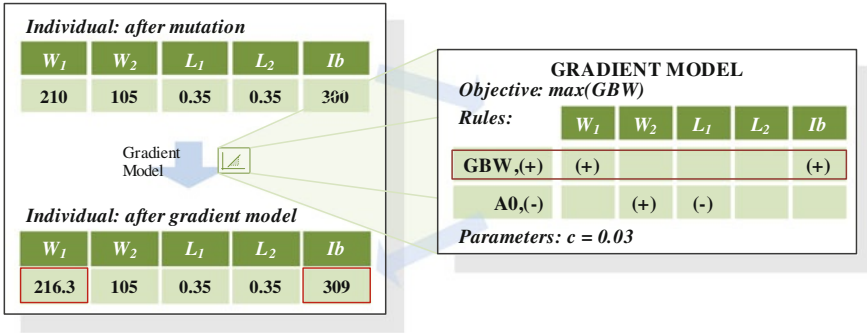 Individual: after mutation
W1 W2 L1 L2 Ib
210 105 0.35 0.35 300
Gradient
Model
Individual: after gradient model
W1 W2 L1 L2 Ib
216.3 105 0.35 0.35 309
GRADIENT MODEL
Objective: max(GBW)
Rules:
W1 W2 L1 L2 Ib
GBW,(+) (+) (+)
A0,(-) (+) (-)
Parameters: c = 0.03